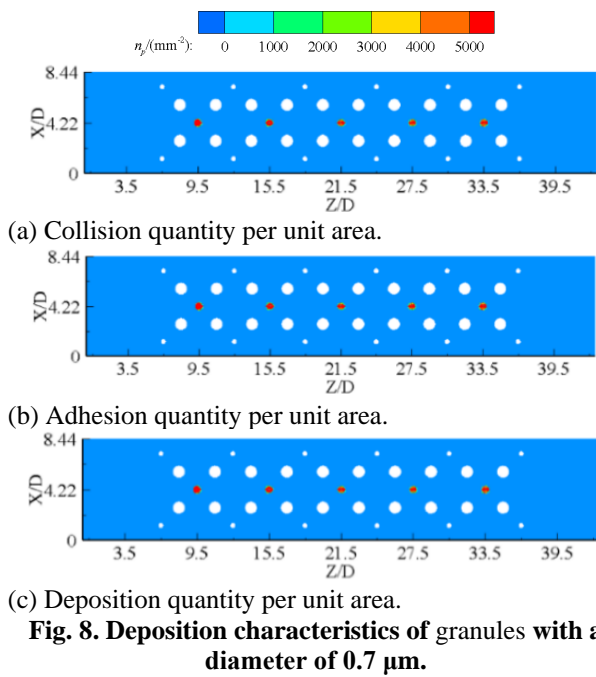 n_p/(mm⁻²): 0 1000 2000 3000 4000 5000
8.44
X/D 4.22
0
3.5 9.5 15.5 21.5 27.5 33.5 39.5
Z/D
(a) Collision quantity per unit area.
8.44
X/D 4.22
0
3.5 9.5 15.5 21.5 27.5 33.5 39.5
Z/D
(b) Adhesion quantity per unit area.
8.44
X/D 4.22
0
3.5 9.5 15.5 21.5 27.5 33.5 39.5
Z/D
(c) Deposition quantity per unit area.
Fig. 8. Deposition characteristics of granules with a
diameter of 0.7 μm.